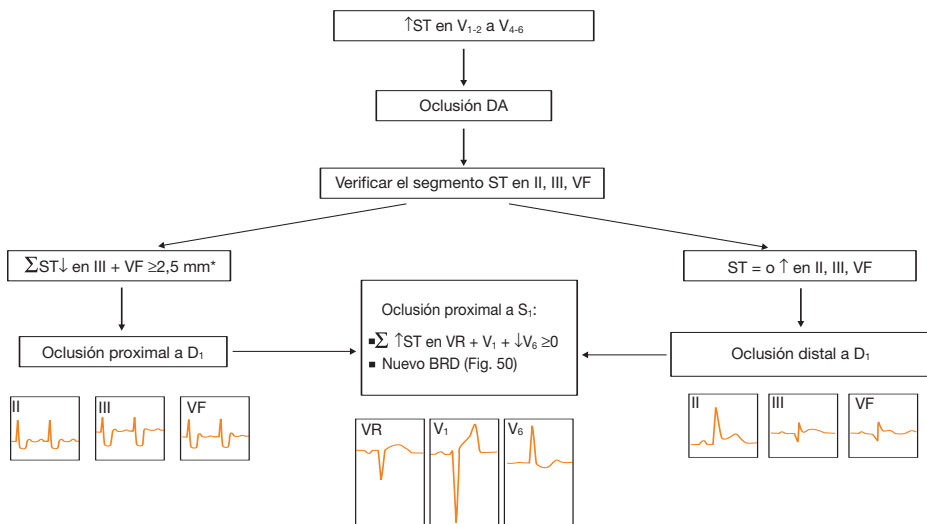 ↑ST en V₁₋₂ a V₄₋₆
Oclusión DA
Verificar el segmento ST en II, III, VF
∑ST↓ en III + VF ≥2,5 mm*
ST = o ↑ en II, III, VF
Oclusión proximal a S₁:
■∑ ↑ST en VR + V₁ + ↓V₆ ≥0
■ Nuevo BRD (Fig. 50)
Oclusión proximal a D₁
Oclusión distal a D₁
II
III
VF
VR
V₁
V₆
II
III
VF